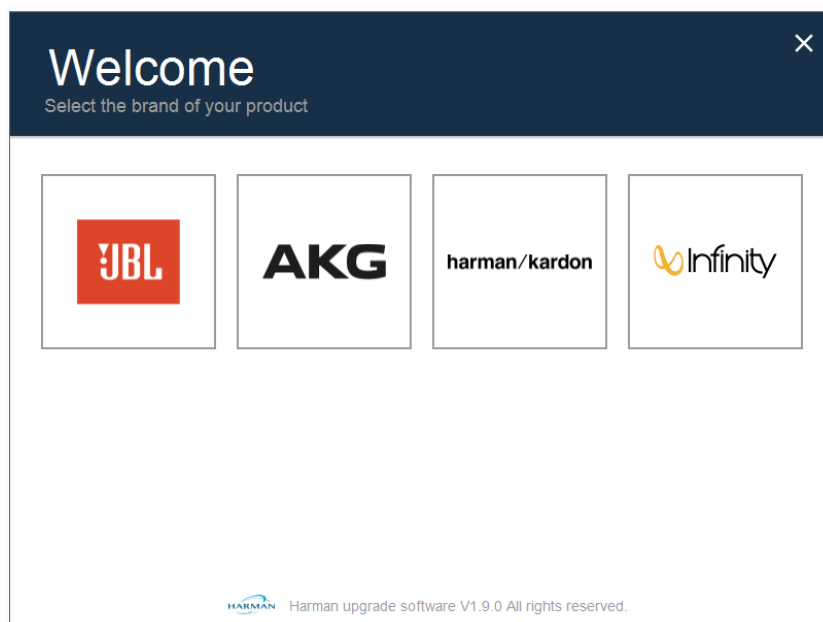 Welcome
Select the brand of your product
JBL
AKG
harman/kardon
Infinity
HARMAN Harman upgrade software V1.9.0 All rights reserved.